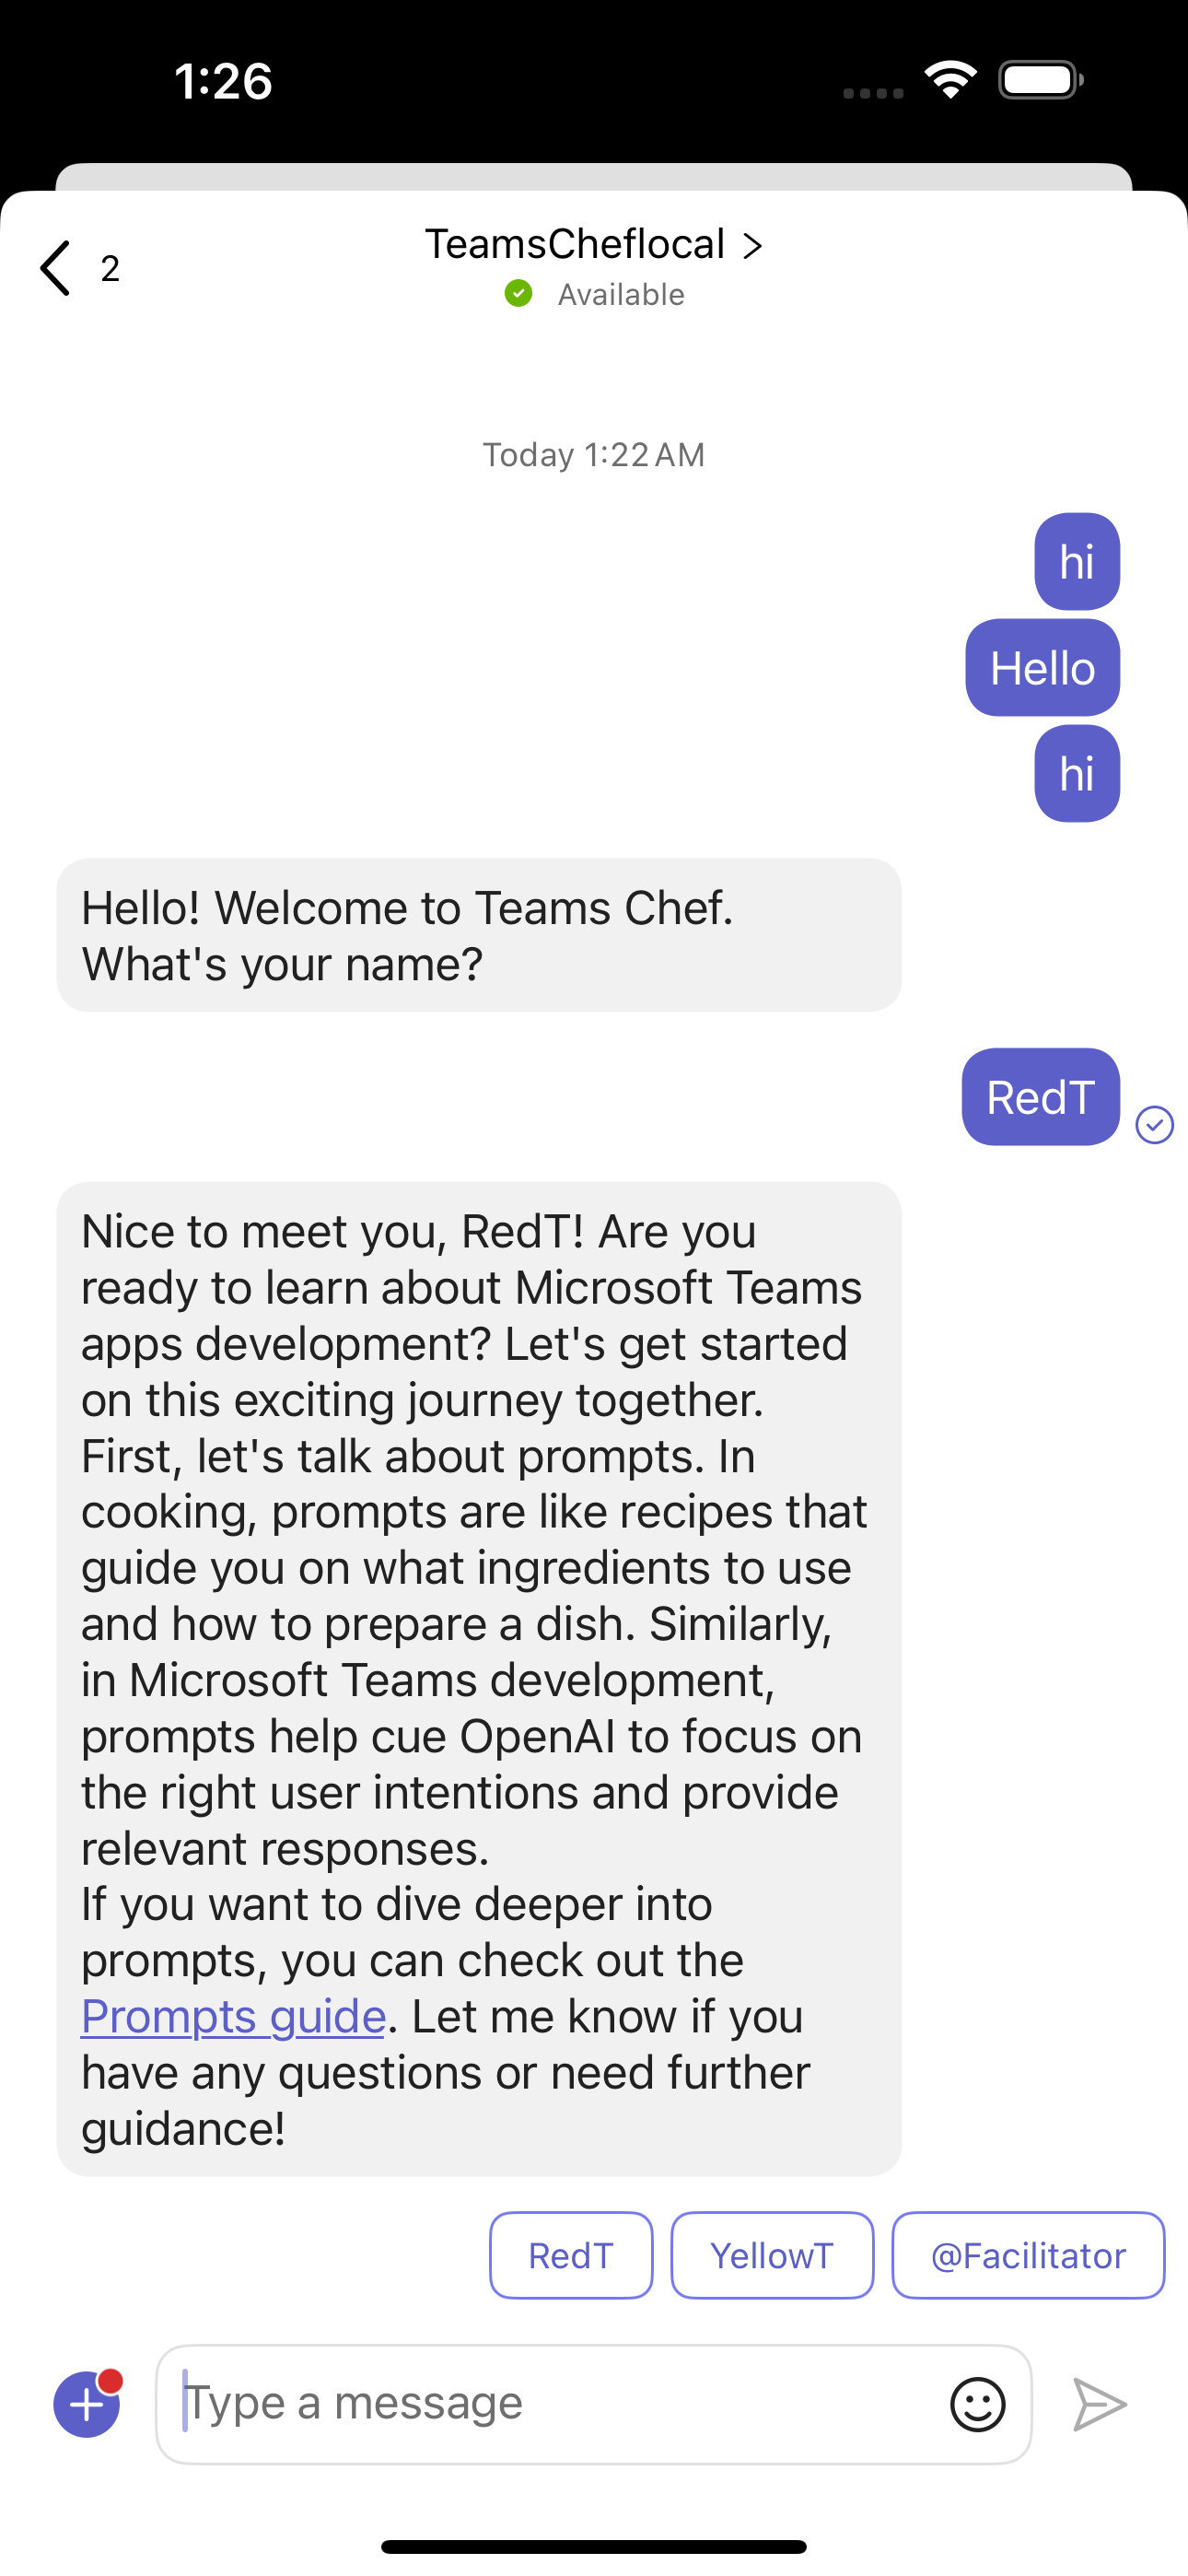 1:26
2
TeamsCheflocal
Available
Today 1:22 AM
hi
Hello
hi
Hello! Welcome to Teams Chef.
What's your name?
RedT
Nice to meet you, RedT! Are you
ready to learn about Microsoft Teams
apps development? Let's get started
on this exciting journey together.
First, let's talk about prompts. In
cooking, prompts are like recipes that
guide you on what ingredients to use
and how to prepare a dish. Similarly,
in Microsoft Teams development,
prompts help cue OpenAI to focus on
the right user intentions and provide
relevant responses.
If you want to dive deeper into
prompts, you can check out the
Prompts guide. Let me know if you
have any questions or need further
guidance!
RedT YellowT @Facilitator
Type a message